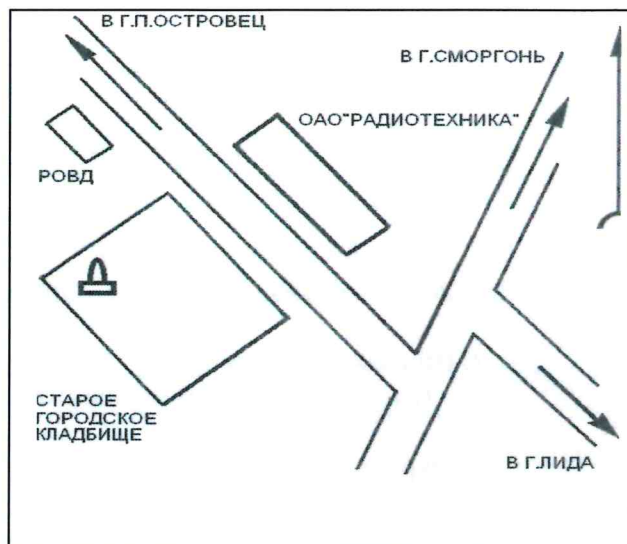 В Г.П.ОСТРОВЕЦ
В Г.СМОРГОНЬ
ОАО"РАДИОТЕХНИКА"
РОВД
СТАРОЕ
ГОРОДСКОЕ
КЛАДБИЩЕ
В Г.ЛИДА